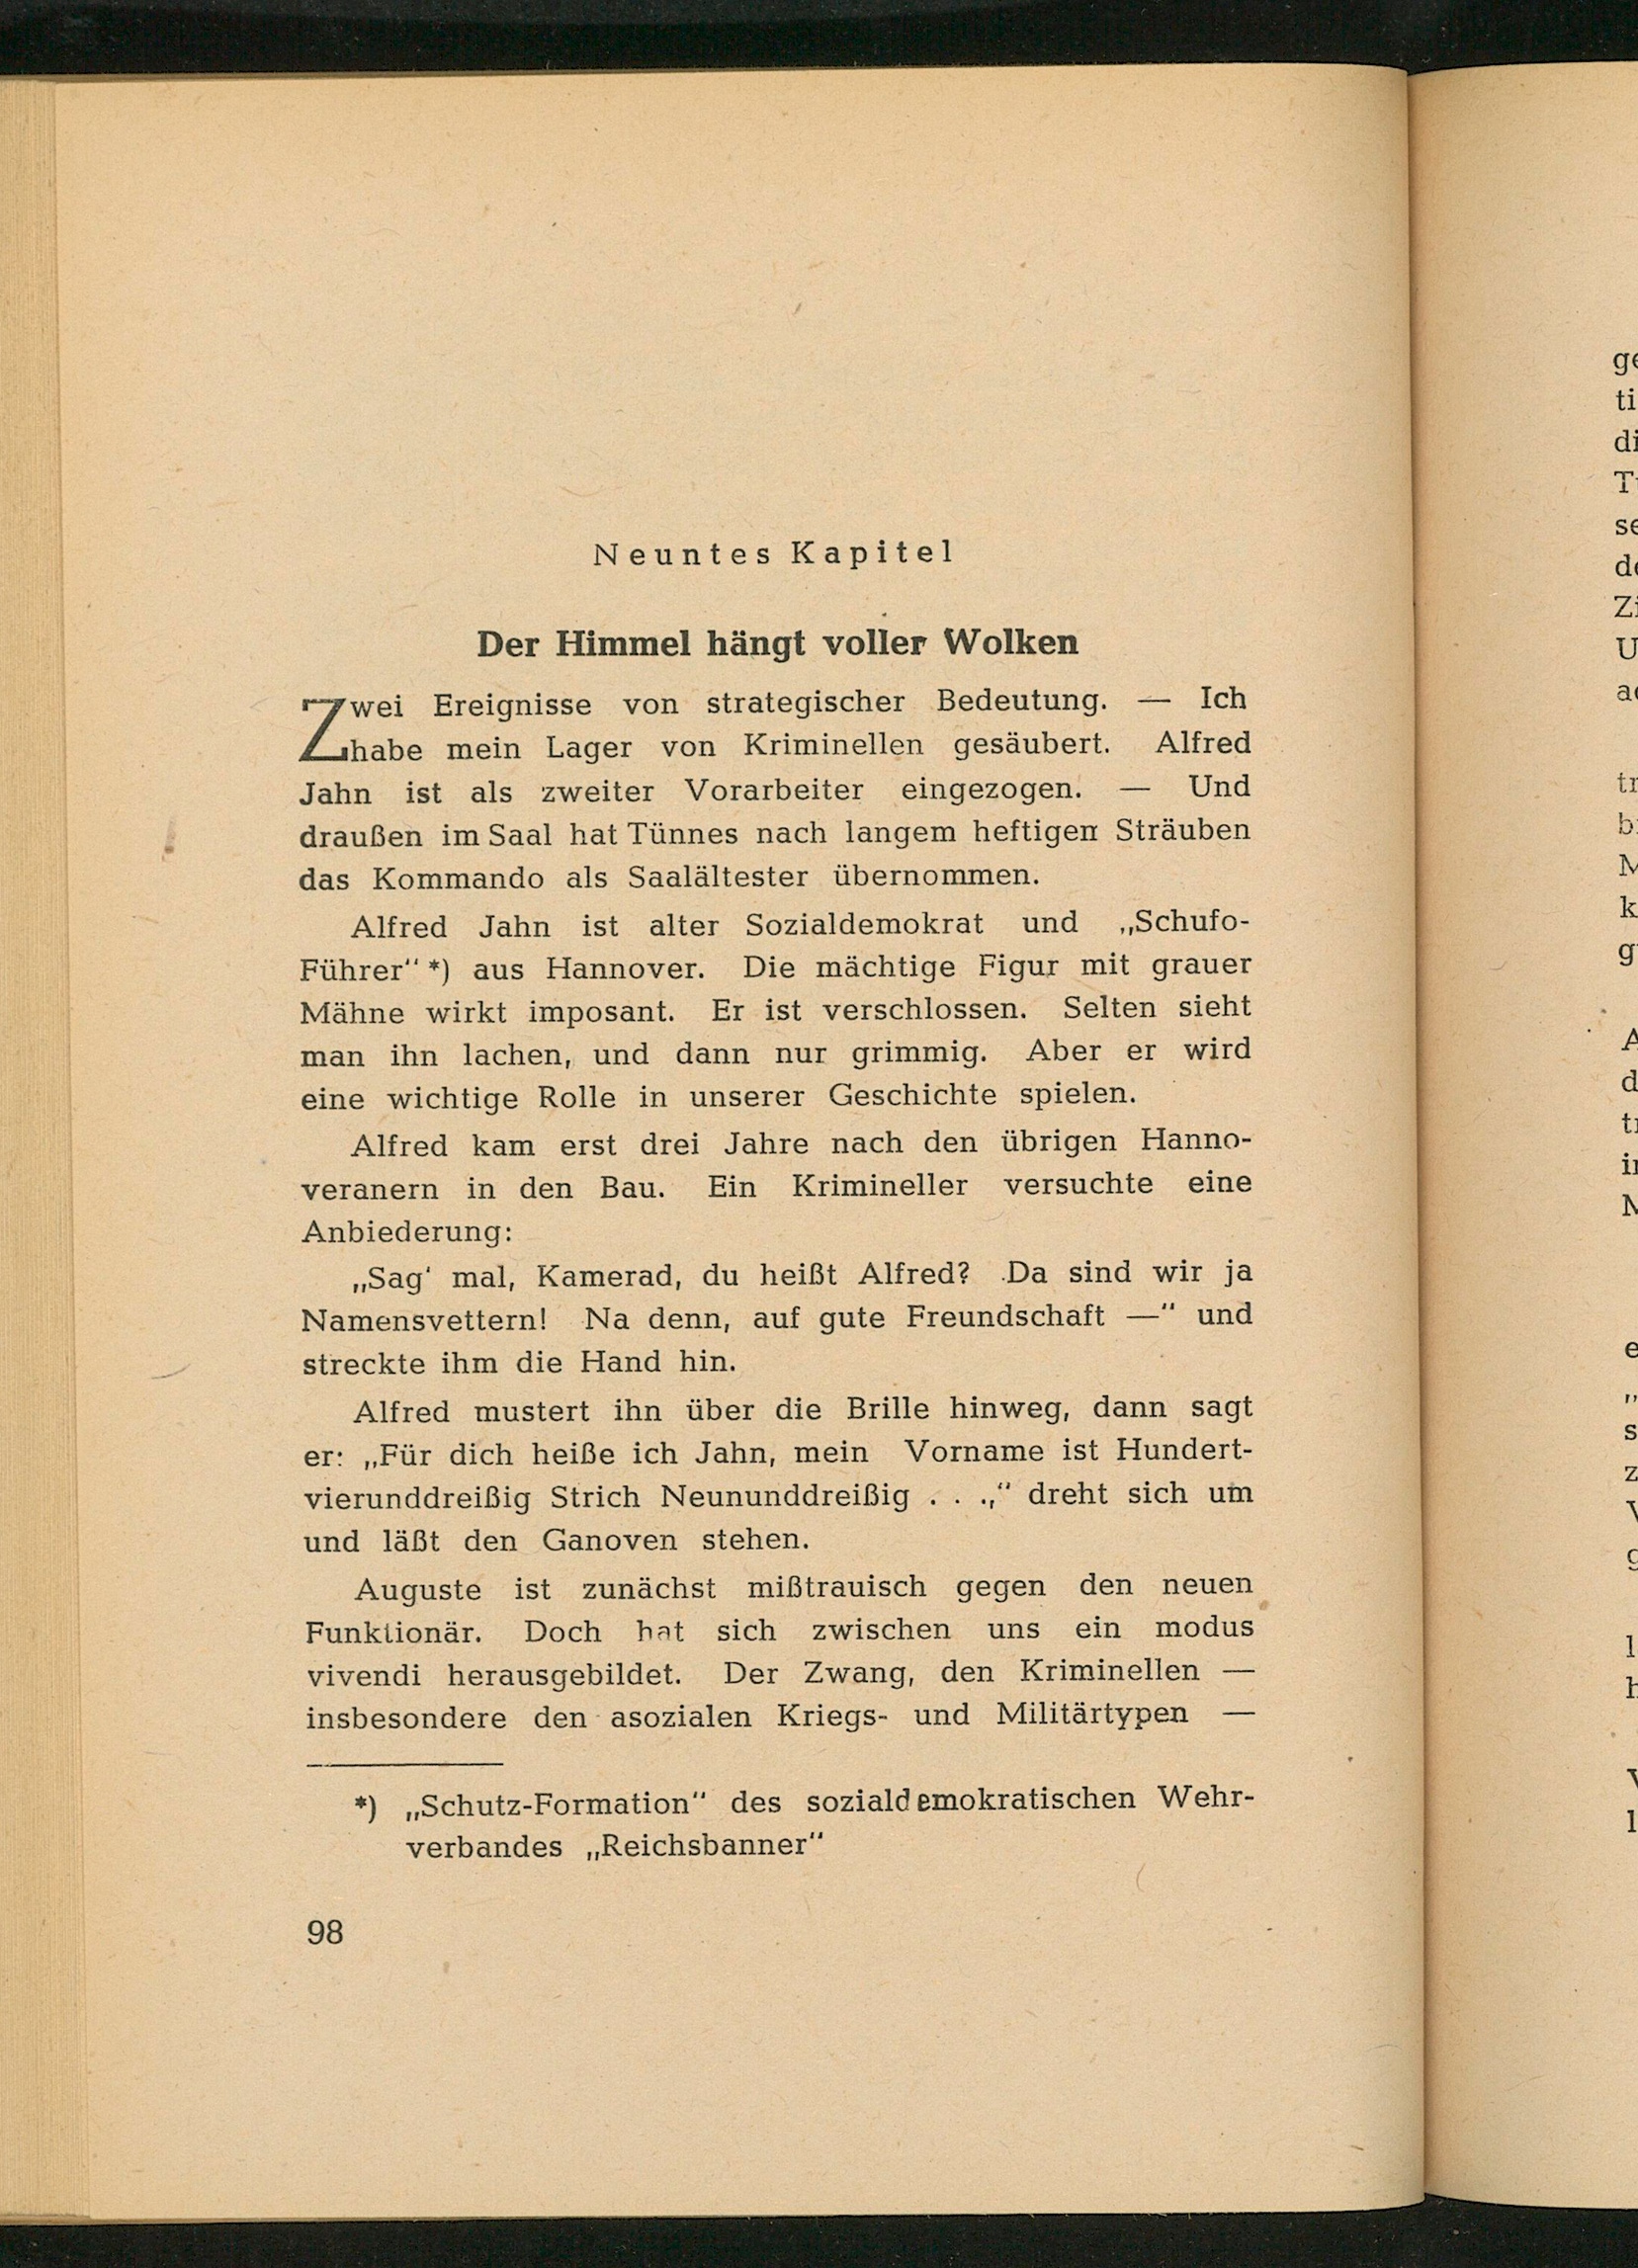 Neuntes Kapitel
Der Himmel hängt voller Wolken
Zwei Ereignisse von strategischer Bedeutung. — Ich
habe mein Lager von Kriminellen gesäubert. Alfred
Jahn ist als zweiter Vorarbeiter eingezogen. — Und
draußen im Saal hat Tünnes nach langem heftigen Sträuben
das Kommando als Saalältester übernommen.
Alfred Jahn ist alter Sozialdemokrat und „Schufo-
Führer“ *) aus Hannover. Die mächtige Figur mit grauer
Mähne wirkt imposant. Er ist verschlossen. Selten sieht
man ihn lachen, und dann nur grimmig. Aber er wird
eine wichtige Rolle in unserer Geschichte spielen.
Alfred kam erst drei Jahre nach den übrigen Hanno-
veranern in den Bau. Ein Krimineller versuchte eine
Anbiederung:
„Sag‘ mal, Kamerad, du heißt Alfred? Da sind wir ja
Namensvettern! Na denn, auf gute Freundschaft —“ und
streckte ihm die Hand hin.
Alfred mustert ihn über die Brille hinweg, dann sagt
er: „Für dich heiße ich Jahn, mein Vorname ist Hundert-
vierunddreißig Strich Neununddreißig . . .,“ dreht sich um
und läßt den Ganoven stehen.
Auguste ist zunächst mißtrauisch gegen den neuen
Funktionär. Doch hat sich zwischen uns ein modus
vivendi herausgebildet. Der Zwang, den Kriminellen —
insbesondere den asozialen Kriegs- und Militärtypen —
*) „Schutz-Formation“ des sozialdemokratischen Wehr-
verbandes „Reichsbanner“
98